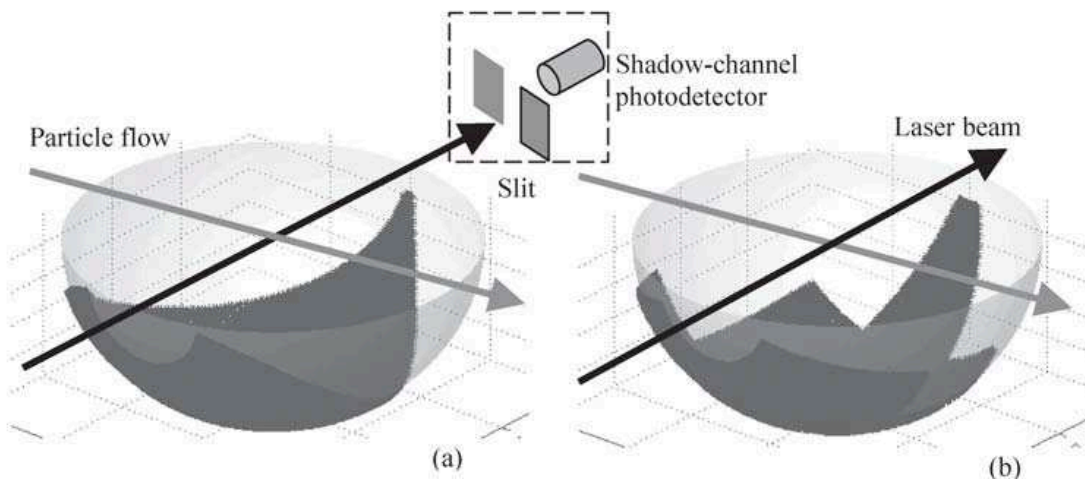 Shadow-channel
photodetector
Particle flow
Laser beam
Slit
(a)
(b)